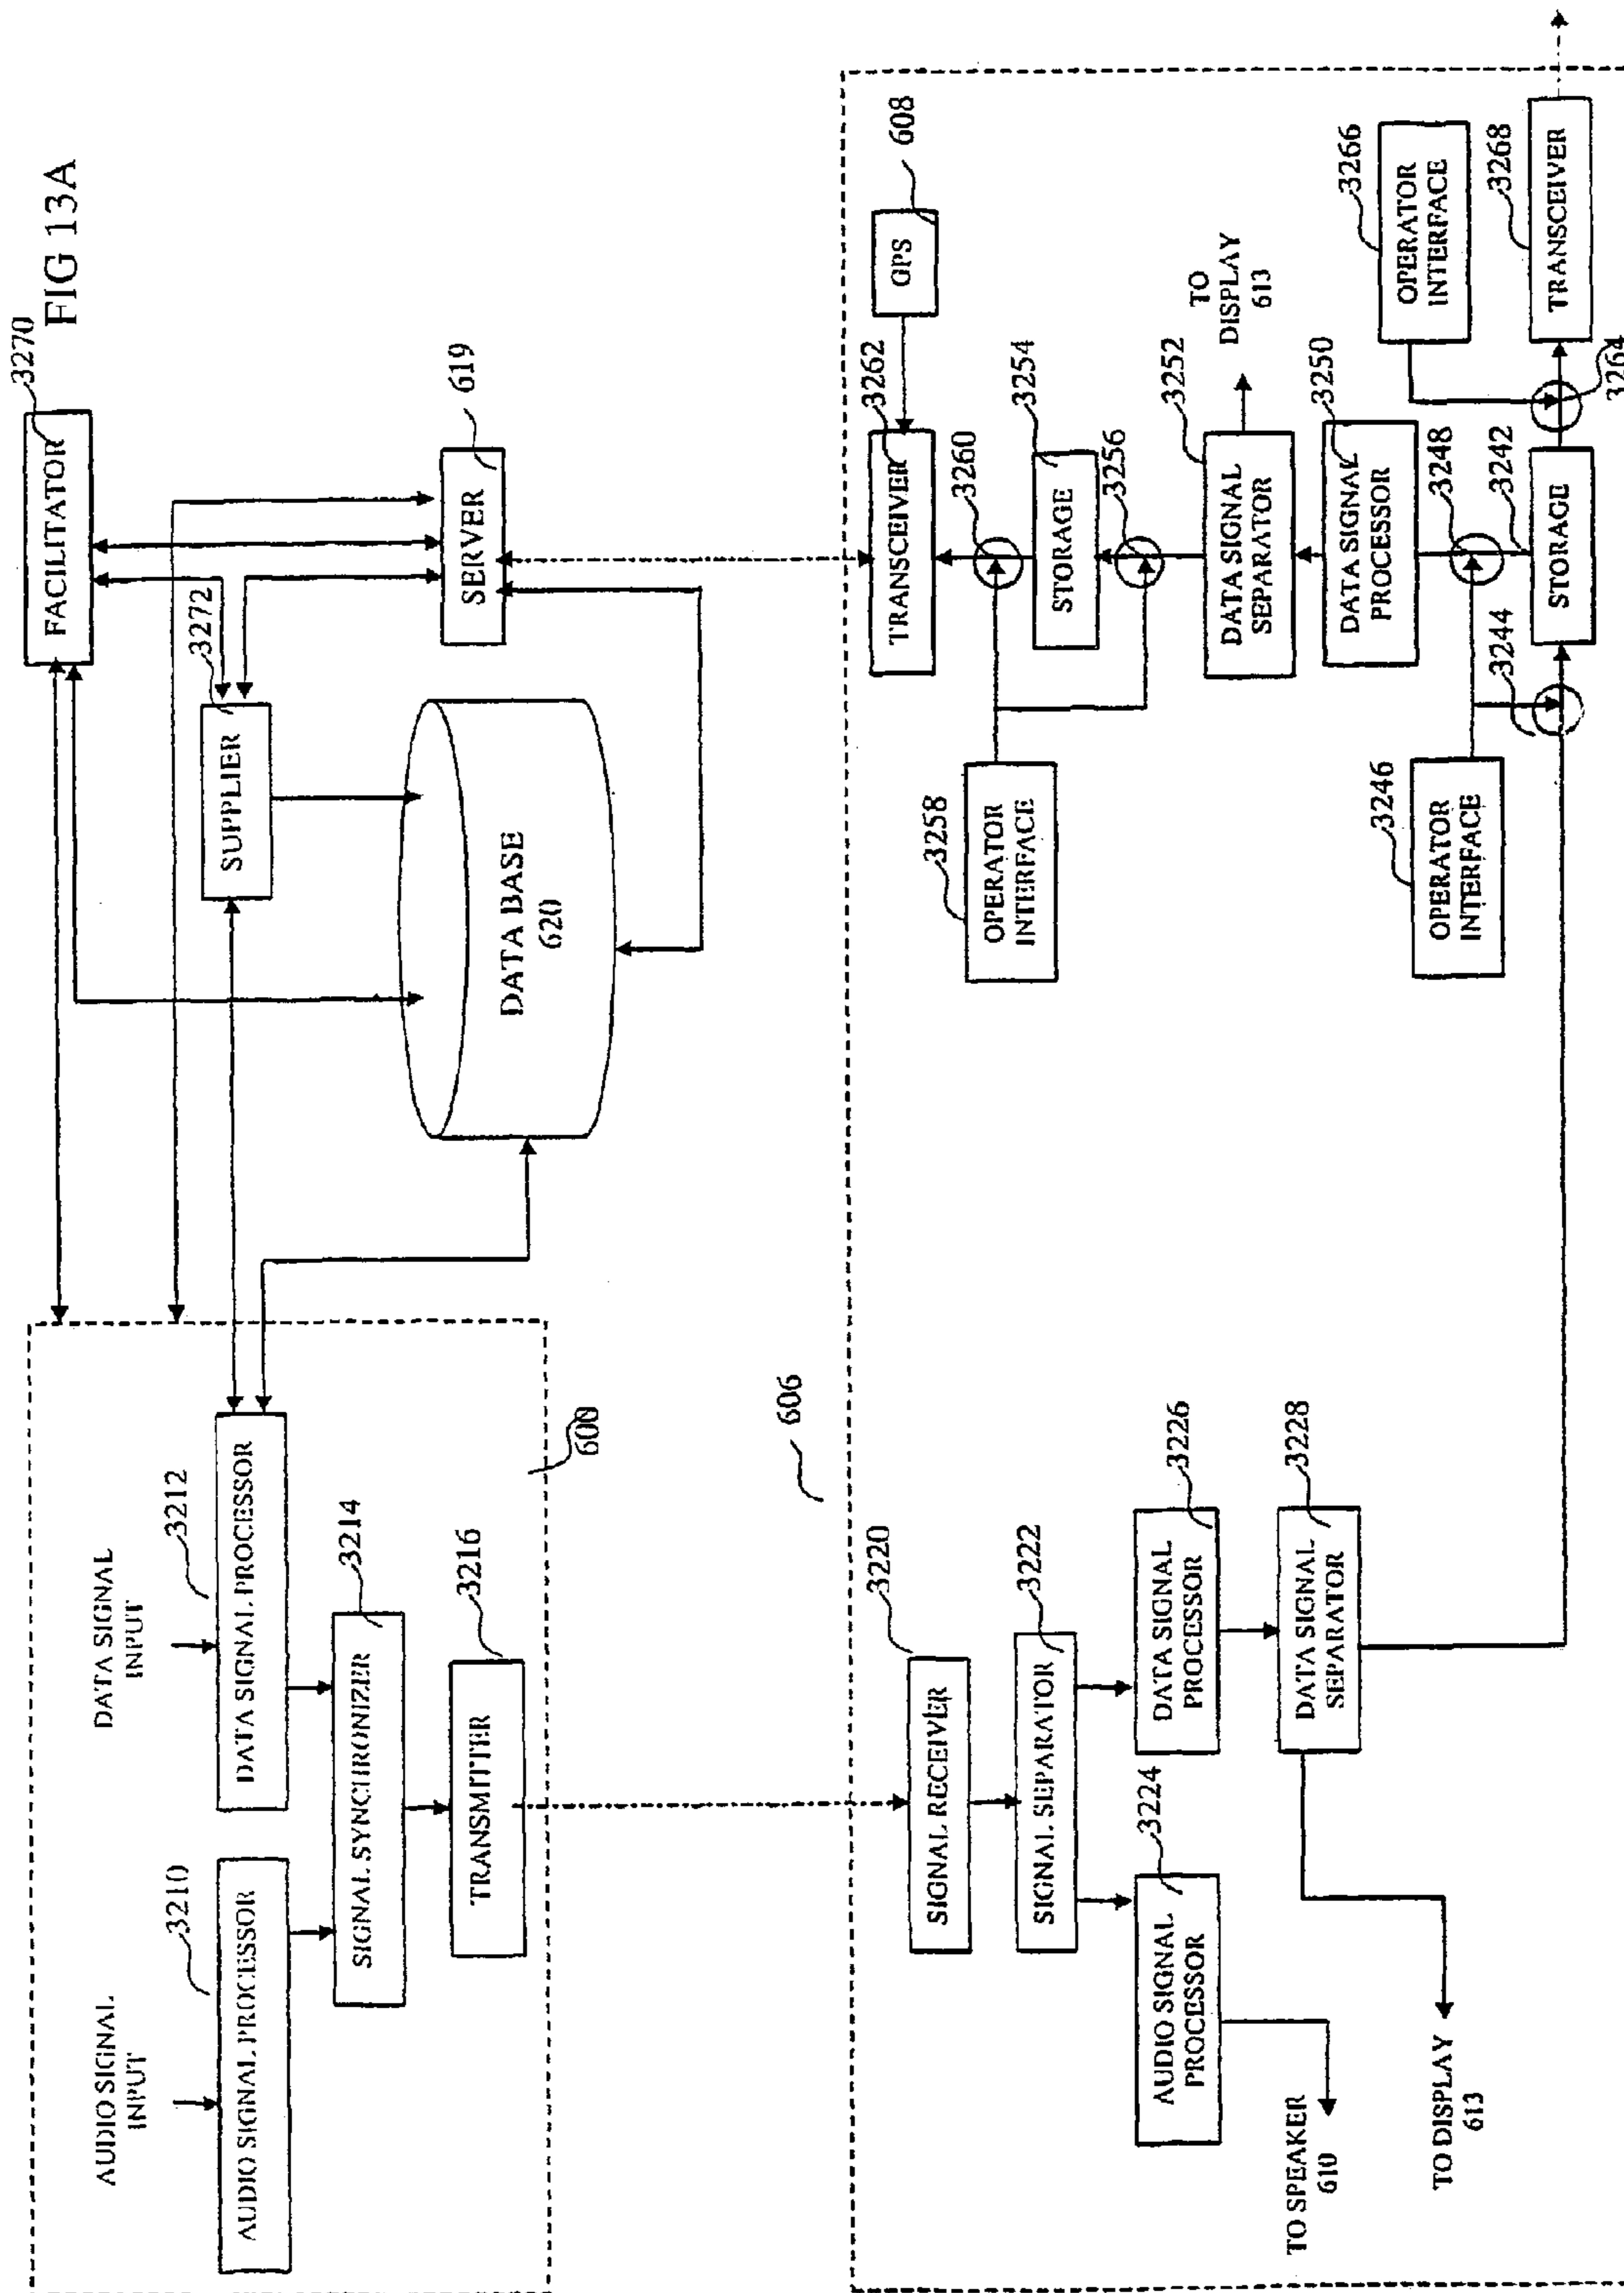 FIG 13A
AUDIO SIGNAL
INPUT
DATA SIGNAL
INPUT
3210
AUDIO SIGNAL PROCESSOR
3212
DATA SIGNAL PROCESSOR
3214
SIGNAL SYNCHRONIZER
3216
TRANSMITTER
600
3270
FACILITATOR
3272
SUPPLIER
DATA BASE
620
SERVER
619
606
3220
SIGNAL RECEIVER
3222
SIGNAL SEPARATOR
3224
AUDIO SIGNAL
PROCESSOR
3226
DATA SIGNAL
PROCESSOR
3228
DATA SIGNAL
SEPARATOR
TO SPEAKER
610
TO DISPLAY
613
GPS
608
3262
TRANSCEIVER
3260
3254
STORAGE
3256
3258
OPERATOR
INTERFACE
3252
DATA SIGNAL
SEPARATOR
TO
DISPLAY
613
3250
DATA SIGNAL
PROCESSOR
3248
3246
OPERATOR
INTERFACE
3244
3242
STORAGE
3266
OPERATOR
INTERFACE
3268
TRANSCEIVER
3264